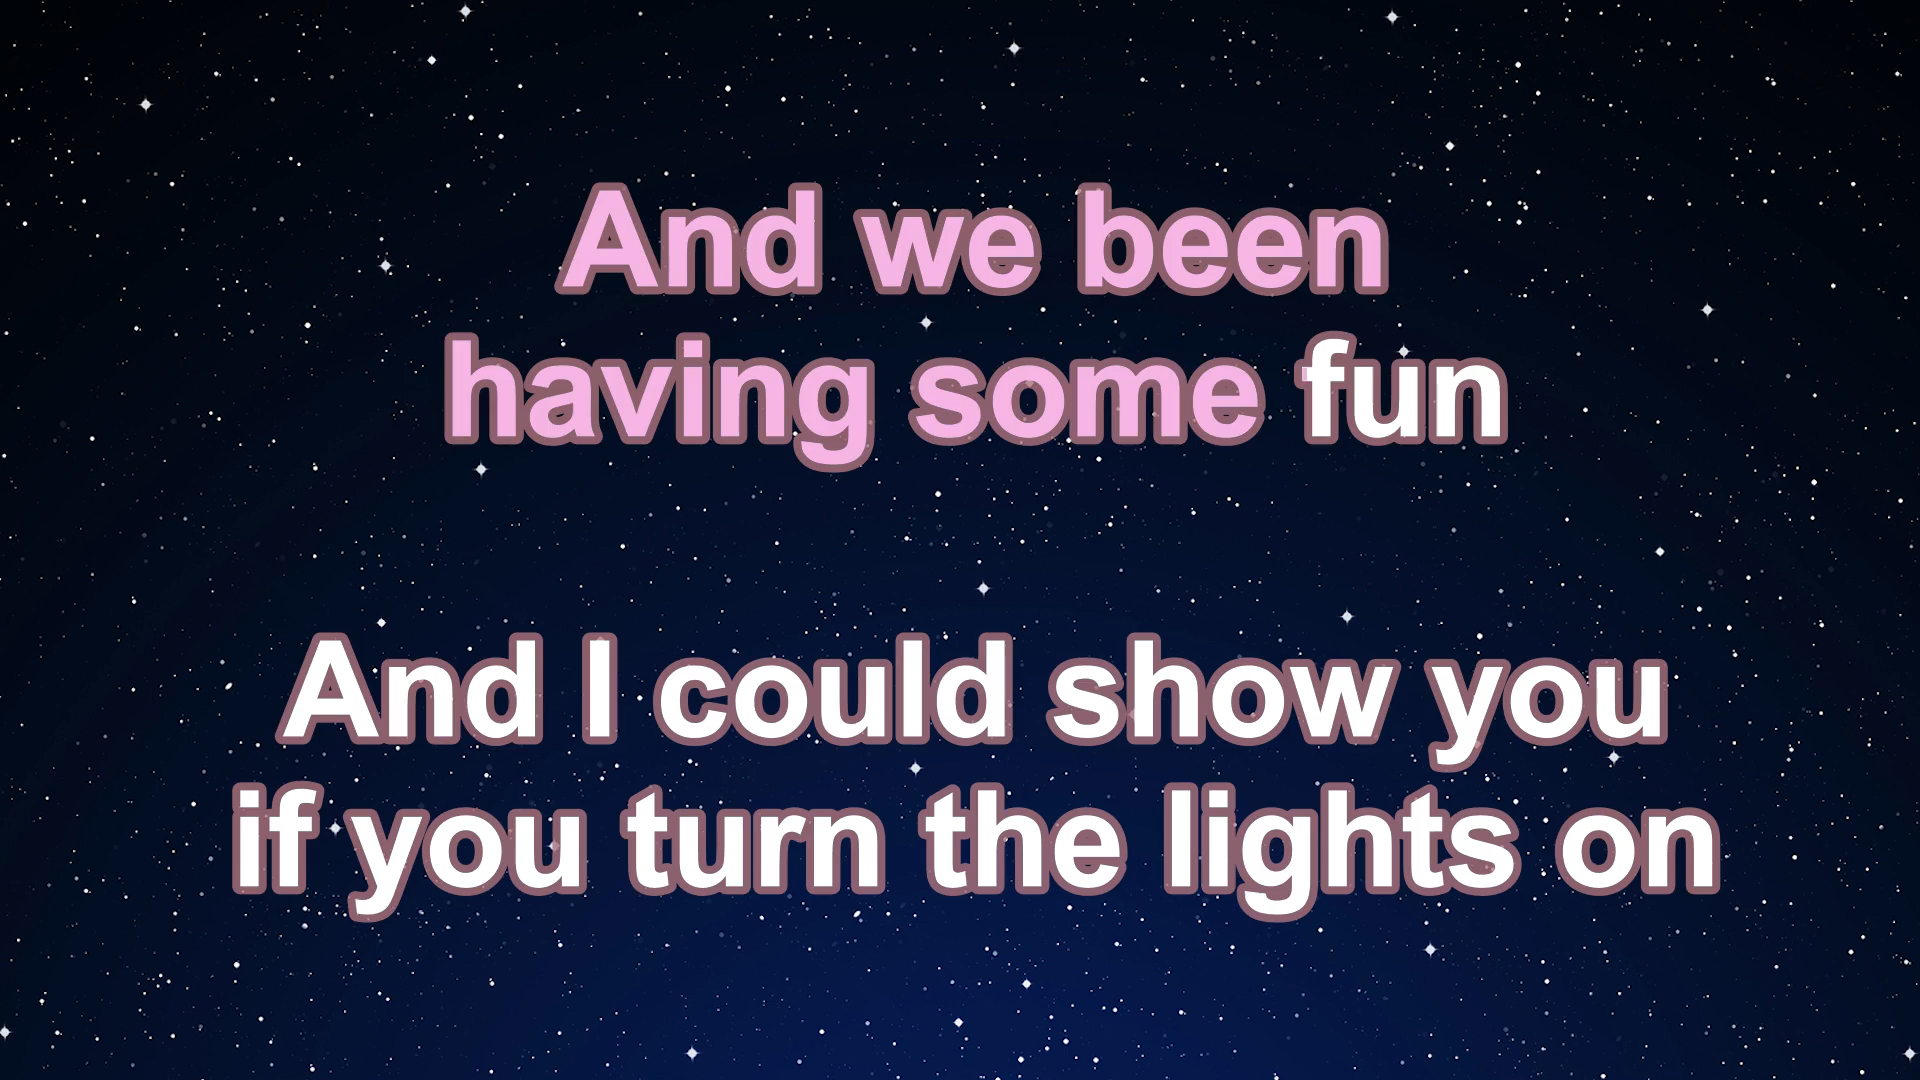 And we been
having some fun
And I could show you
if you turn the lights on